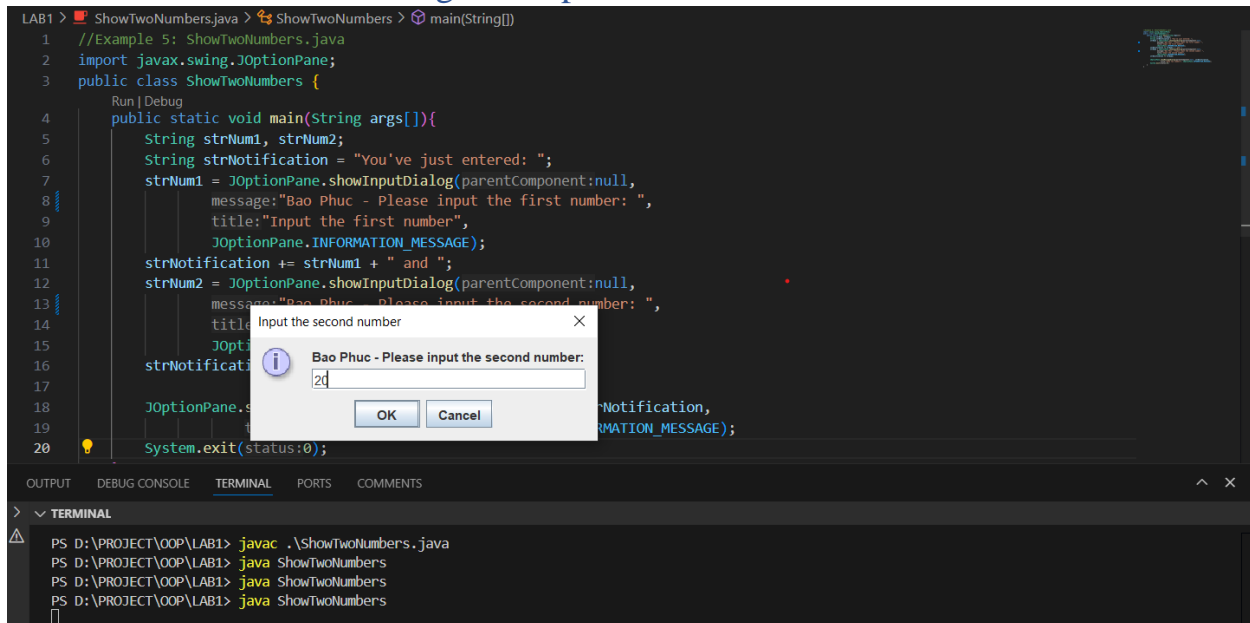 LAB1 > ShowTwoNumbers.java > ShowTwoNumbers > main(String[])
1 //Example 5: ShowTwoNumbers.java
2 import javax.swing.JOptionPane;
3 public class ShowTwoNumbers {
Run | Debug
4 public static void main(String args[]){
5 String strNum1, strNum2;
6 String strNotification = "You've just entered: ";
7 strNum1 = JOptionPane.showInputDialog(parentComponent:null,
8 message:"Bao Phuc - Please input the first number: ",
9 title:"Input the first number",
10 JOptionPane.INFORMATION_MESSAGE);
11 strNotification += strNum1 + " and ";
12 strNum2 = JOptionPane.showInputDialog(parentComponent:null,
13 message:"Bao Phuc - Please input the second number: ",
14 title
15 JOpti
16 strNotificati
17
18 JOptionPane.s rNotification,
19 t RMATION_MESSAGE);
20 System.exit(status:0);
Input the second number
Bao Phuc - Please input the second number:
20
OK Cancel
OUTPUT DEBUG CONSOLE TERMINAL PORTS COMMENTS
TERMINAL
PS D:\PROJECT\OOP\LAB1> javac .\ShowTwoNumbers.java
PS D:\PROJECT\OOP\LAB1> java ShowTwoNumbers
PS D:\PROJECT\OOP\LAB1> java ShowTwoNumbers
PS D:\PROJECT\OOP\LAB1> java ShowTwoNumbers